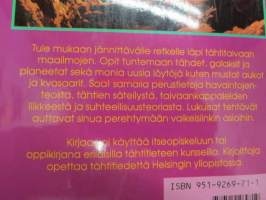 Tule mukaan jännittävälle retkelle läpi tähtitaivaan
maailmojen. Opit tuntemaan tähdet, galaksit ja
planeetat sekä monia uusia löytöjä kuten mustat aukot
ja kvasaarit. Saat samalla perustietoja havaintojen-
teosta, tähtien säteilystä, taivaankappaleiden
liikkeestä ja suhteellisuusteoriasta. Lukuisat tehtävät
auttavat sinua perehtymään vaikeisiinkin asioihin.
Kirjaa voi käyttää itseopiskeluun tai
oppikirjana erilaisilla tähtitieteen kursseilla. Kirjoittaja
opettaa tähtitiedettä Helsingin yliopistossa.
ISBN 951-9269-71-1